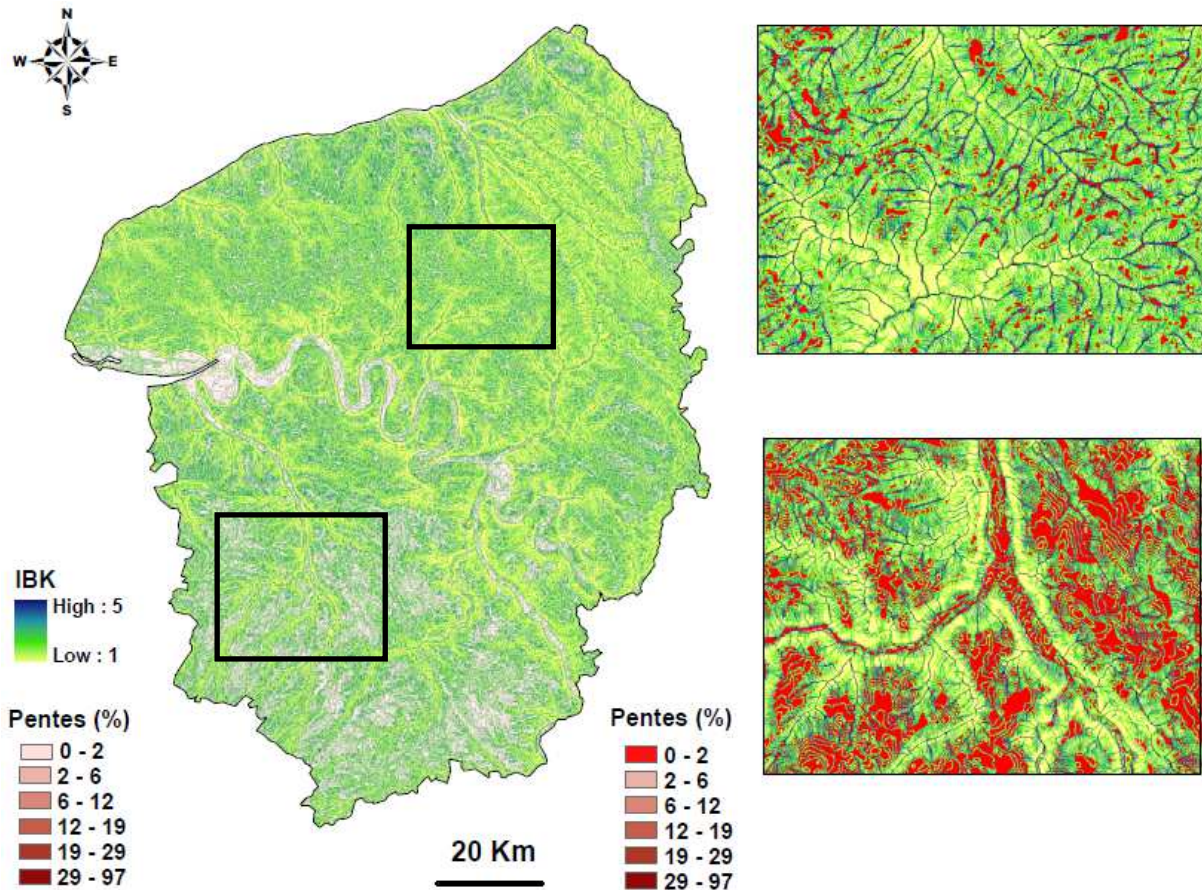 N
W
E
S
IBK
High : 5
Low : 1
Pentes (%)
0 - 2
2 - 6
6 - 12
12 - 19
19 - 29
29 - 97
20 Km
Pentes (%)
0 - 2
2 - 6
6 - 12
12 - 19
19 - 29
29 - 97